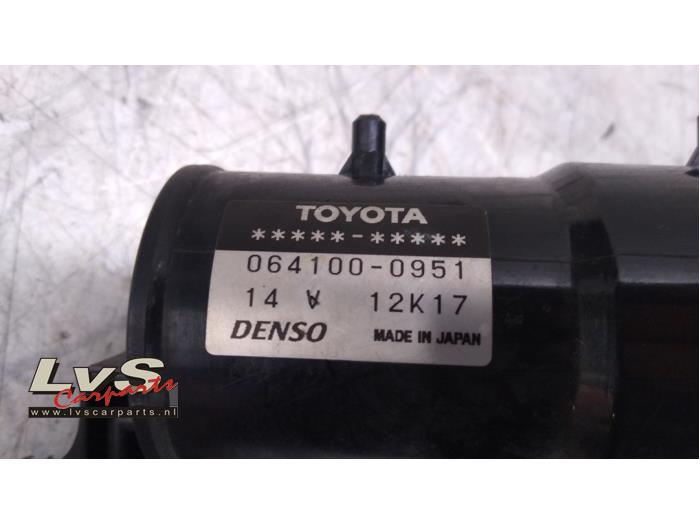 TOYOTA
*****-*****
064100-0951
14 V 12K17
DENSO MADE IN JAPAN
LvS
Carparts
www.lvscarparts.nl